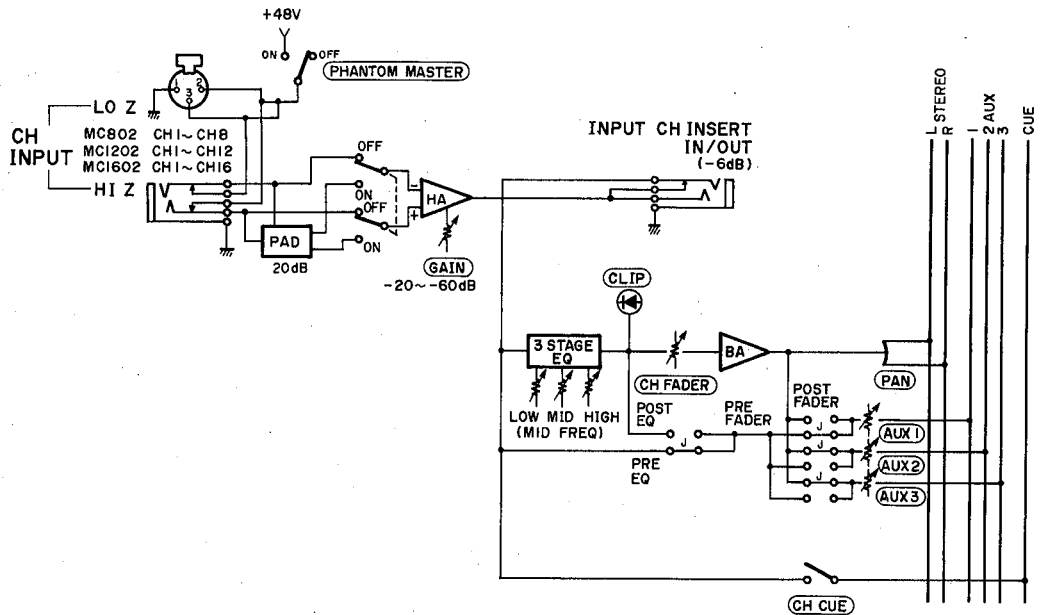 +48V
ON
OFF
PHANTOM MASTER
1
2
3
LO Z
CH
INPUT
MC802 CH1~CH8
MC1202 CH1~CH12
MC1602 CH1~CH16
HI Z
OFF
ON
OFF
ON
PAD
20dB
-
+
HA
GAIN
-20~-60dB
INPUT CH INSERT
IN/OUT
(-6dB)
L
R
STEREO
1
2
3
AUX
CUE
CLIP
3 STAGE
EQ
LOW MID HIGH
(MID FREQ)
CH FADER
BA
PAN
POST
EQ
J
PRE
EQ
PRE
FADER
POST
FADER
J
J
J
AUX1
AUX2
AUX3
CH CUE